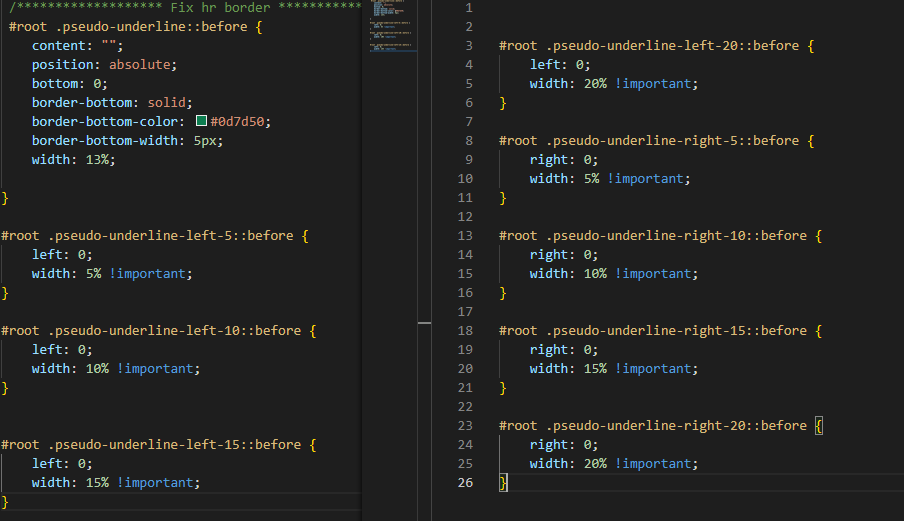 /******************* Fix hr border ***********
#root .pseudo-underline::before {
content: "";
position: absolute;
bottom: 0;
border-bottom: solid;
border-bottom-color: #0d7d50;
border-bottom-width: 5px;
width: 13%;
}
#root .pseudo-underline-left-5::before {
left: 0;
width: 5% !important;
}
#root .pseudo-underline-left-10::before {
left: 0;
width: 10% !important;
}
#root .pseudo-underline-left-15::before {
left: 0;
width: 15% !important;
}
1
2
3 #root .pseudo-underline-left-20::before {
4 left: 0;
5 width: 20% !important;
6 }
7
8 #root .pseudo-underline-right-5::before {
9 right: 0;
10 width: 5% !important;
11 }
12
13 #root .pseudo-underline-right-10::before {
14 right: 0;
15 width: 10% !important;
16 }
17
18 #root .pseudo-underline-right-15::before {
19 right: 0;
20 width: 15% !important;
21 }
22
23 #root .pseudo-underline-right-20::before {
24 right: 0;
25 width: 20% !important;
26 }